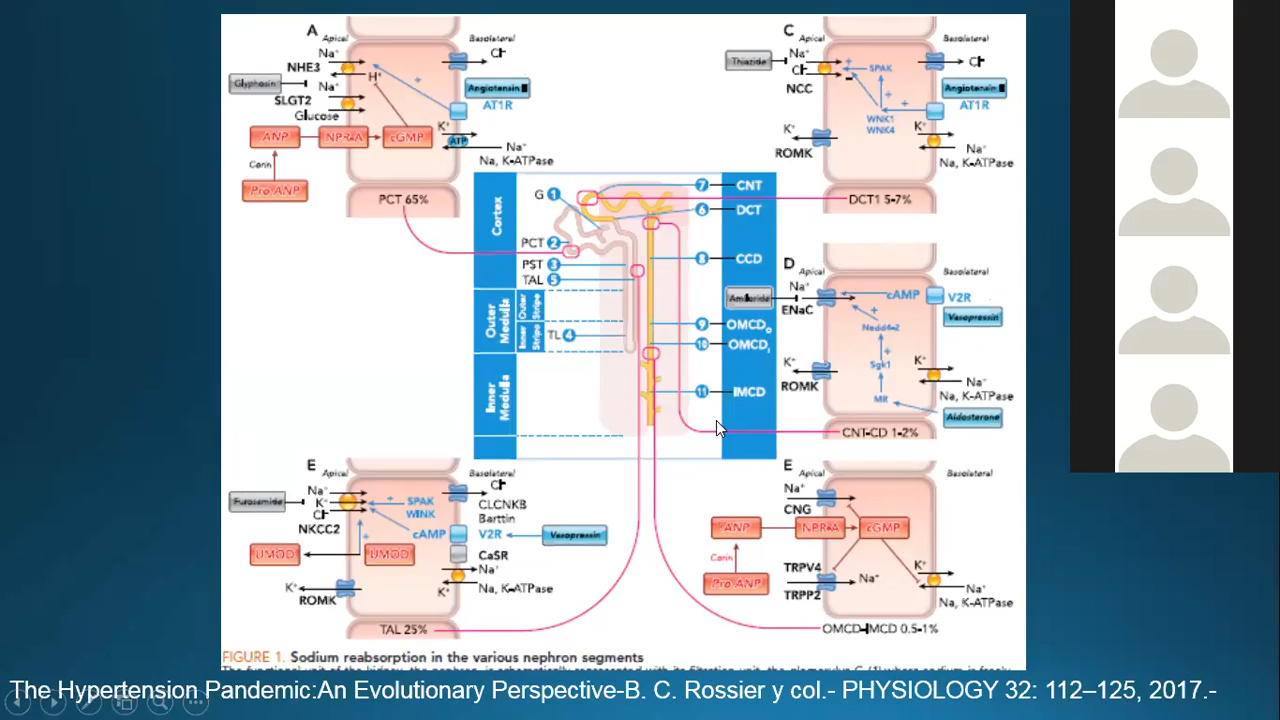 A
Apical
Basolateral
Na⁺
Cl⁻
NHE3
H⁺
+
Glyphosin
Na⁺
Angiotensin II
SLGT2
AT1R
Glucose
K⁺
ANP
NPR-A
cGMP
ATP
Na⁺
Corin
Na, K-ATPase
Pro-ANP
PCT 65%
C
Apical
Basolateral
Thiazide
Na⁺
Cl⁻
SPAK
Cl⁻
NCC
Angiotensin II
AT1R
WNK1
WNK4
K⁺
K⁺
ROMK
Na⁺
Na, K-ATPase
DCT1 5-7%
Cortex
Outer Medulla
Outer Stripe
Inner Stripe
Inner Medulla
G 1
PCT 2
PST 3
TAL 5
TL 4
7 CNT
6 DCT
8 CCD
9 OMCDo
10 OMCDi
11 IMCD
D
Apical
Basolateral
Amiloride
Na⁺
cAMP
V2R
ENaC
Vasopressin
Nedd4-2
+
K⁺
Sgk1
K⁺
ROMK
Na⁺
MR
Na, K-ATPase
Aldosterone
CNT-CD 1-2%
E
Apical
Basolateral
Furosemide
Na⁺
K⁺
Cl⁻
Cl⁻
SPAK
WINK
CLCNKB
Barttin
NKCC2
cAMP
V2R
Vasopressin
UMOD
UMOD
CaSR
K⁺
Na⁺
ROMK
K⁺
Na, K-ATPase
TAL 25%
E
Apical
Basolateral
Na⁺
CNG
ANP
NPR-A
cGMP
Corin
TRPV4
Na⁺
K⁺
Pro-ANP
TRPP2
Na⁺
Na, K-ATPase
OMCD-IMCD 0.5-1%
FIGURE 1. Sodium reabsorption in the various nephron segments
The Hypertension Pandemic:An Evolutionary Perspective-B. C. Rossier y col.- PHYSIOLOGY 32: 112–125, 2017.-